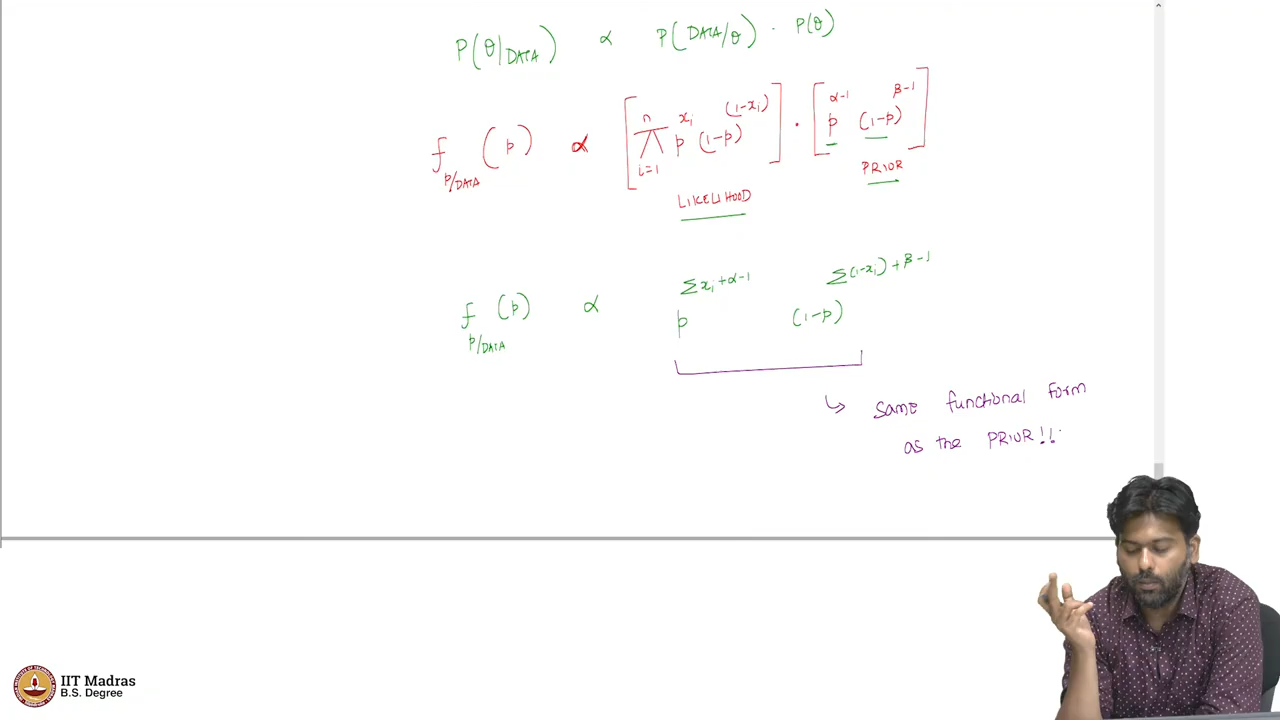 P(θ|DATA) ∝ P(DATA/θ) · P(θ)
f_{p/DATA}(p) ∝ [∏_{i=1}^{n} p^{x_i} (1-p)^{(1-x_i)}] · [p^{α-1} (1-p)^{β-1}]
LIKELIHOOD PRIOR
f_{p/DATA}(p) ∝ p^{Σx_i+α-1} (1-p)^{Σ(1-x_i)+β-1}
↳ Same functional form
as the PRIOR!!
IIT Madras
B.S. Degree